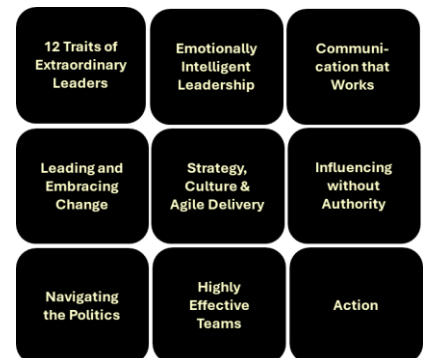 12 Traits of
Extraordinary
Leaders
Emotionally
Intelligent
Leadership
Communi-
cation that
Works
Leading and
Embracing
Change
Strategy,
Culture &
Agile Delivery
Influencing
without
Authority
Navigating
the Politics
Highly
Effective
Teams
Action